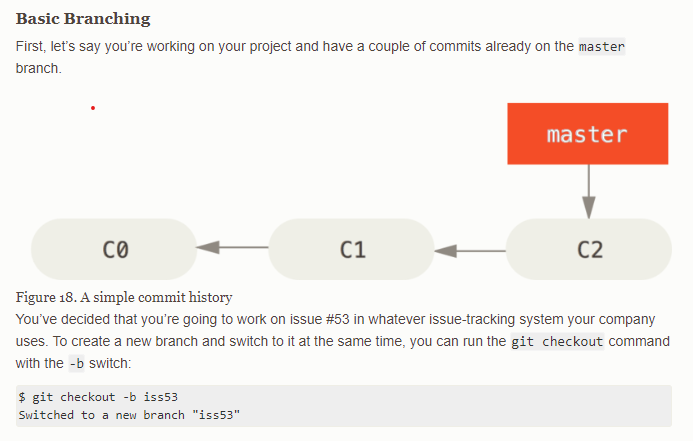 Basic Branching
First, let’s say you’re working on your project and have a couple of commits already on the master
branch.
master
C0 C1 C2
Figure 18. A simple commit history
You’ve decided that you’re going to work on issue #53 in whatever issue-tracking system your company
uses. To create a new branch and switch to it at the same time, you can run the git checkout command
with the -b switch:
$ git checkout -b iss53
Switched to a new branch "iss53"